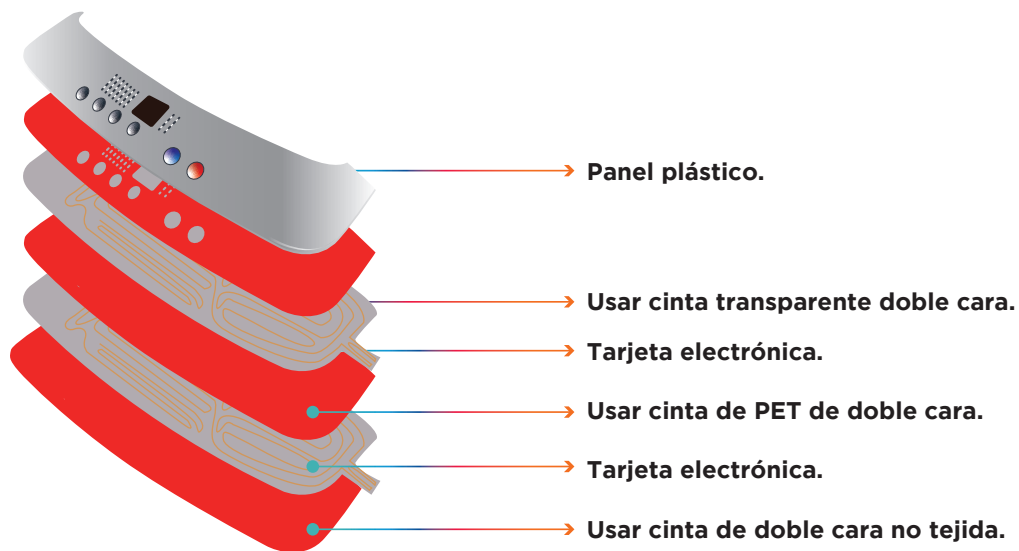 Panel plástico.
Usar cinta transparente doble cara.
Tarjeta electrónica.
Usar cinta de PET de doble cara.
Tarjeta electrónica.
Usar cinta de doble cara no tejida.